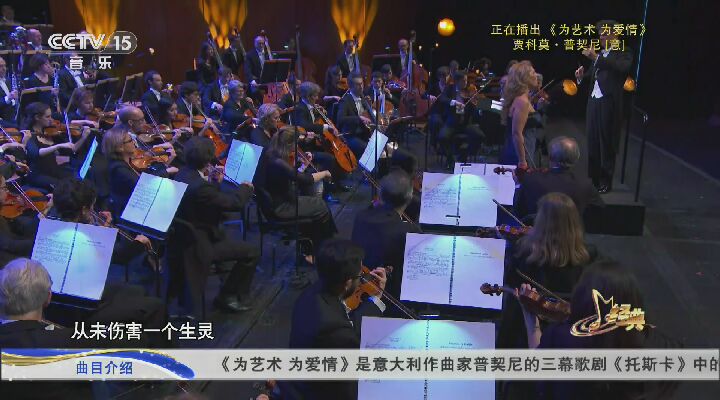 CCTV 15
音乐
正在播出 《为艺术 为爱情》
贾科莫·普契尼 [意]
从未伤害一个生灵
经典
曲目介绍
《为艺术 为爱情》是意大利作曲家普契尼的三幕歌剧《托斯卡》中的